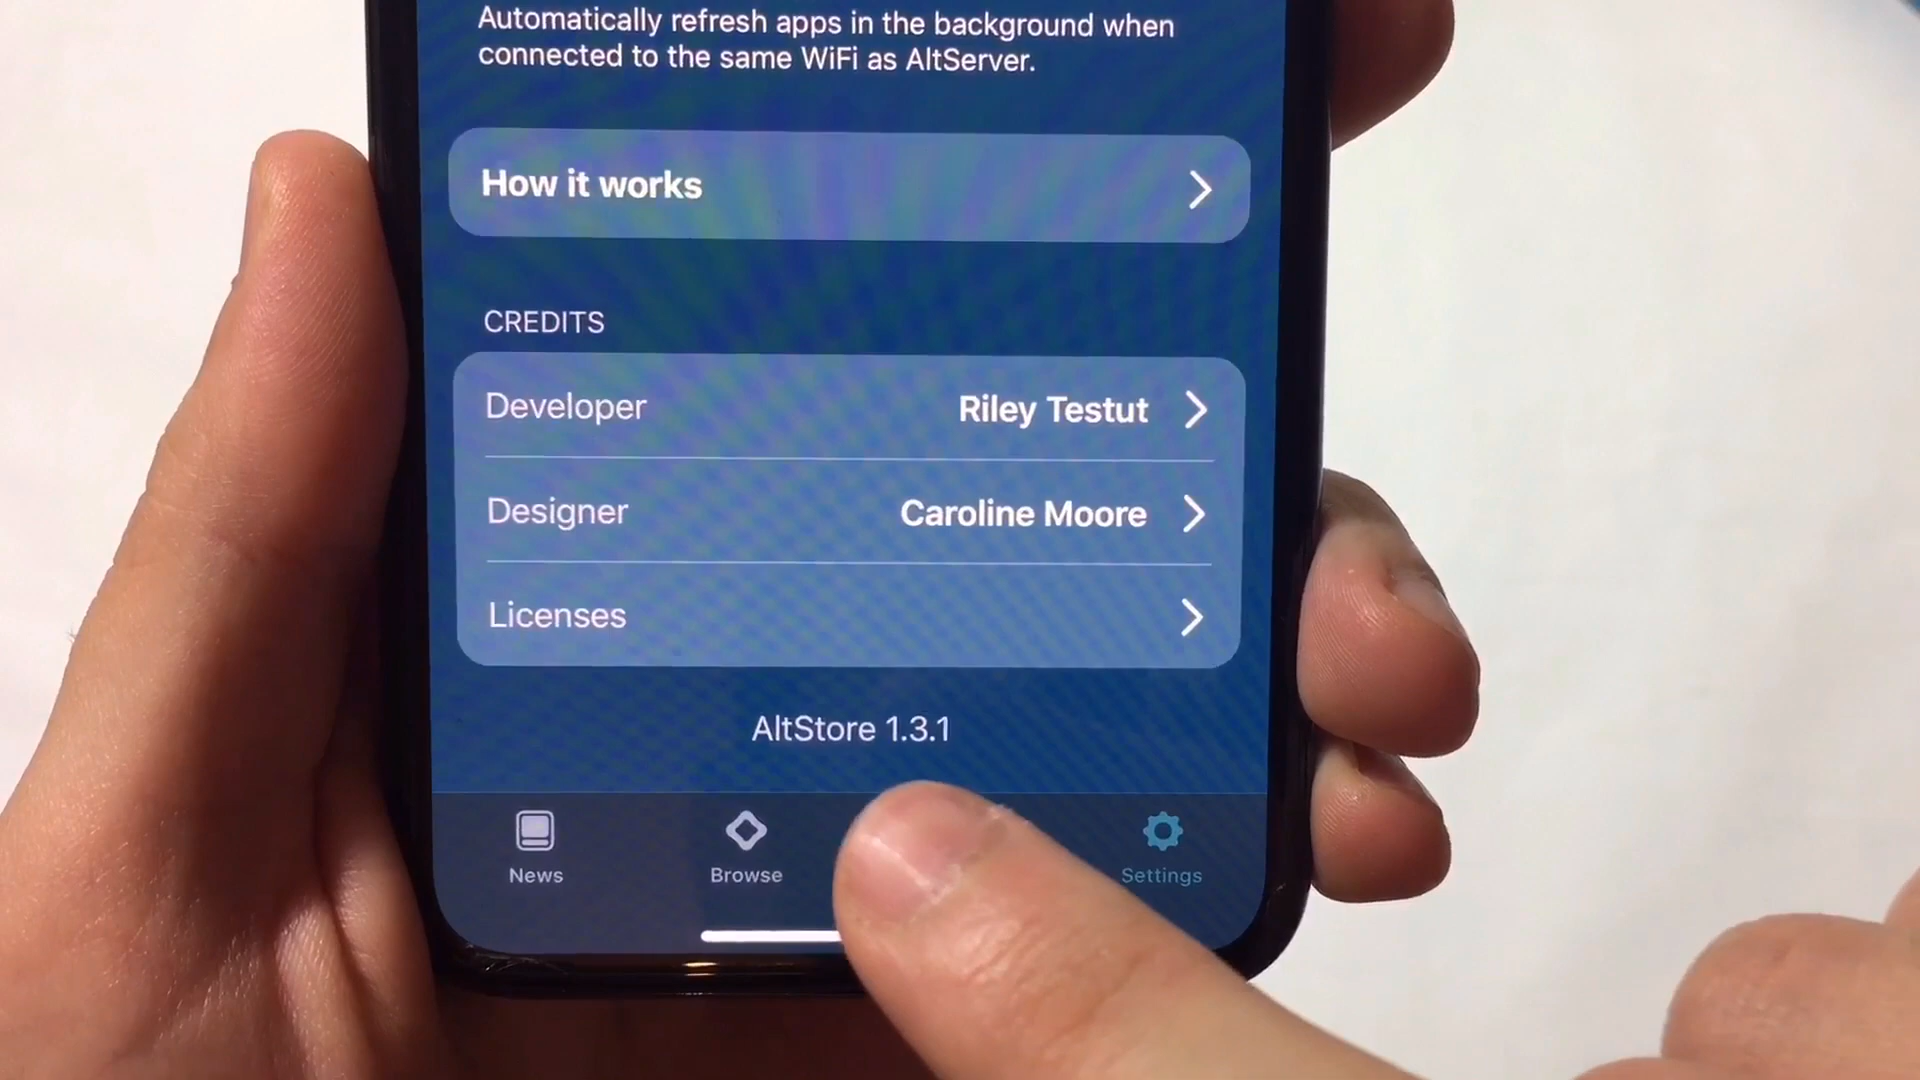 Automatically refresh apps in the background when
connected to the same WiFi as AltServer.
How it works
CREDITS
Developer Riley Testut
Designer Caroline Moore
Licenses
AltStore 1.3.1
News Browse Settings